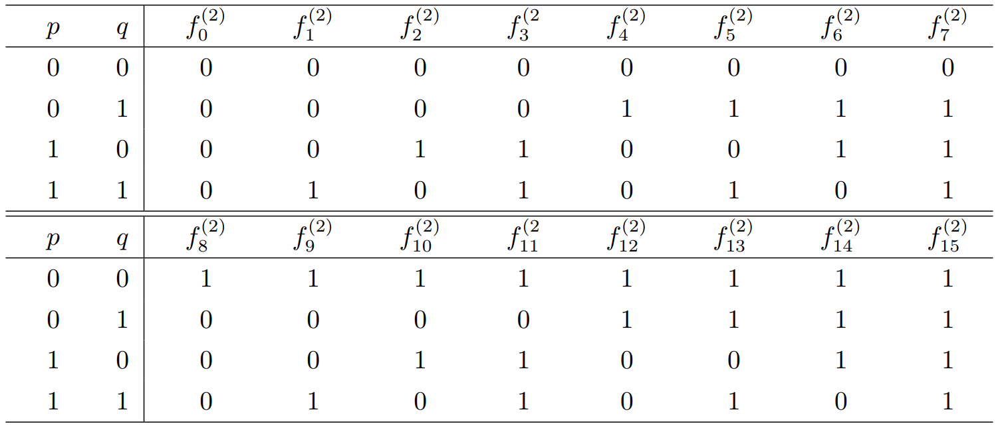 p q f_0^{(2)} f_1^{(2)} f_2^{(2)} f_3^{(2} f_4^{(2)} f_5^{(2)} f_6^{(2)} f_7^{(2)}
0 0 0 0 0 0 0 0 0 0
0 1 0 0 0 0 1 1 1 1
1 0 0 0 1 1 0 0 1 1
1 1 0 1 0 1 0 1 0 1
p q f_8^{(2)} f_9^{(2)} f_{10}^{(2)} f_{11}^{(2} f_{12}^{(2)} f_{13}^{(2)} f_{14}^{(2)} f_{15}^{(2)}
0 0 1 1 1 1 1 1 1 1
0 1 0 0 0 0 1 1 1 1
1 0 0 0 1 1 0 0 1 1
1 1 0 1 0 1 0 1 0 1